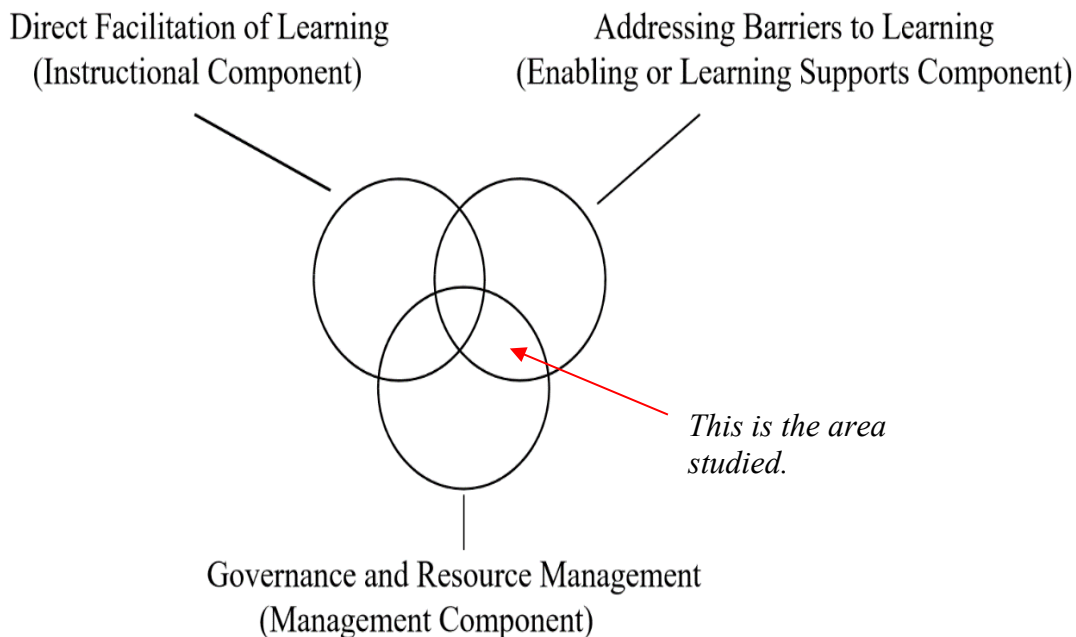 Direct Facilitation of Learning
(Instructional Component)
Addressing Barriers to Learning
(Enabling or Learning Supports Component)
This is the area
studied.
Governance and Resource Management
(Management Component)